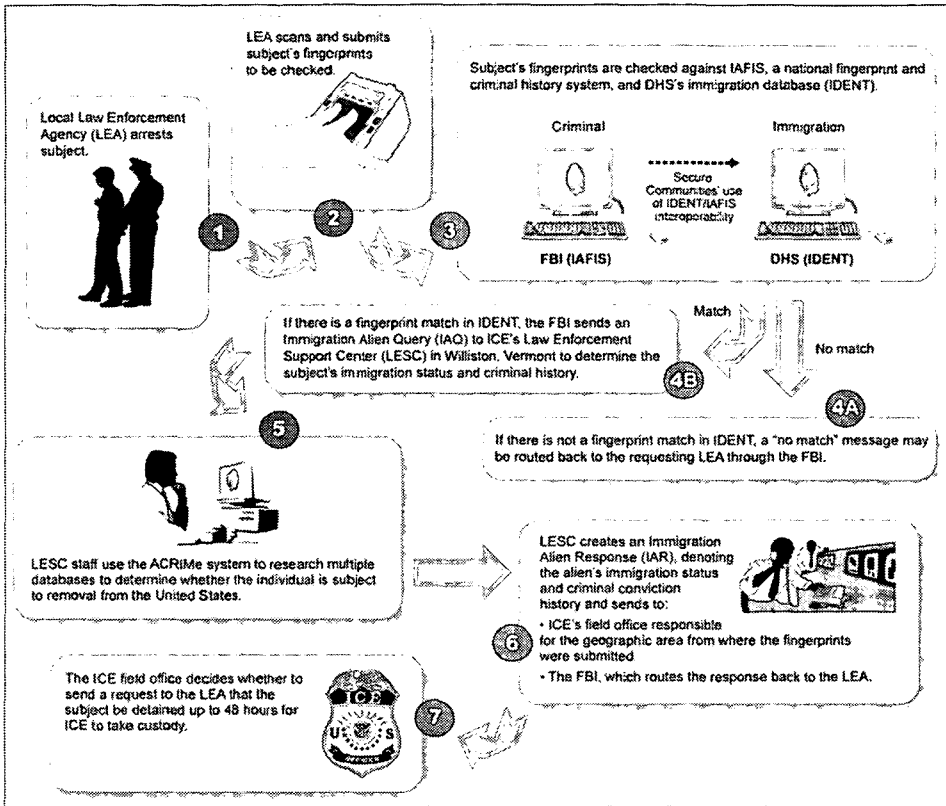 LEA scans and submits
subject's fingerprints
to be checked.
Subject's fingerprints are checked against IAFIS, a national fingerprint and
criminal history system, and DHS's immigration database (IDENT).
Local Law Enforcement
Agency (LEA) arrests
subject.
Criminal
Immigration
Secure
Communities' use
of IDENT/IAFIS
interoperability
FBI (IAFIS)
DHS (IDENT)
1
2
3
If there is a fingerprint match in IDENT, the FBI sends an
Immigration Alien Query (IAQ) to ICE's Law Enforcement
Support Center (LESC) in Williston, Vermont to determine the
subject's immigration status and criminal history.
Match
No match
4B
4A
If there is not a fingerprint match in IDENT, a "no match" message may
be routed back to the requesting LEA through the FBI.
5
LESC staff use the ACRIMe system to research multiple
databases to determine whether the individual is subject
to removal from the United States.
LESC creates an Immigration
Alien Response (IAR), denoting
the alien's immigration status
and criminal conviction
history and sends to:
• ICE's field office responsible
for the geographic area from where the fingerprints
were submitted
• The FBI, which routes the response back to the LEA.
6
The ICE field office decides whether to
send a request to the LEA that the
subject be detained up to 48 hours for
ICE to take custody.
ICE
U S
OFFICER
7